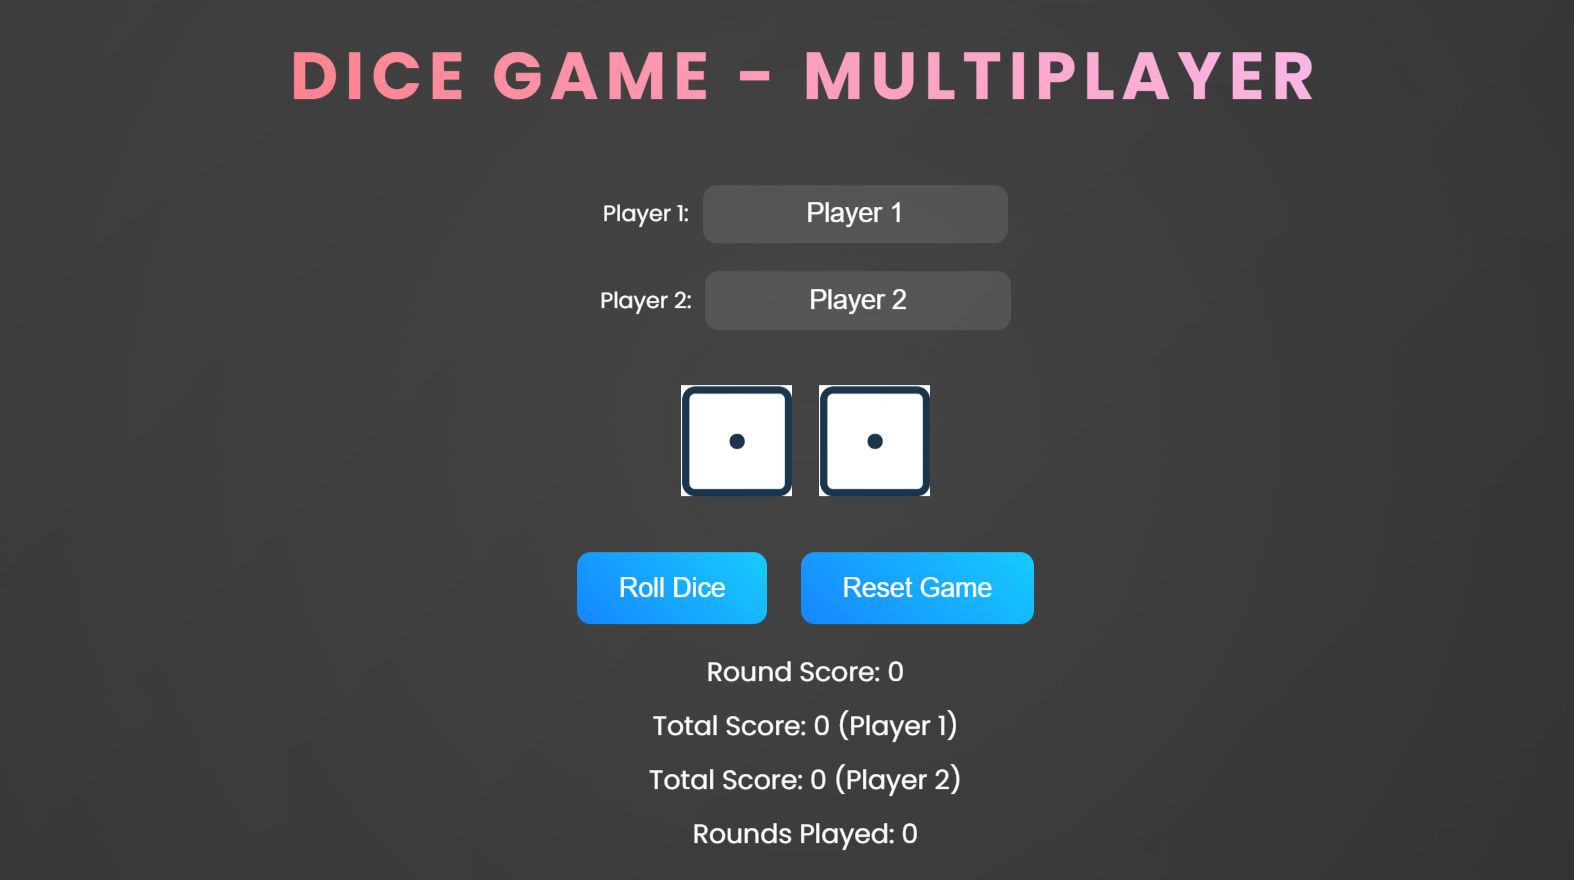 DICE GAME - MULTIPLAYER
Player 1: Player 1
Player 2: Player 2
Roll Dice Reset Game
Round Score: 0
Total Score: 0 (Player 1)
Total Score: 0 (Player 2)
Rounds Played: 0